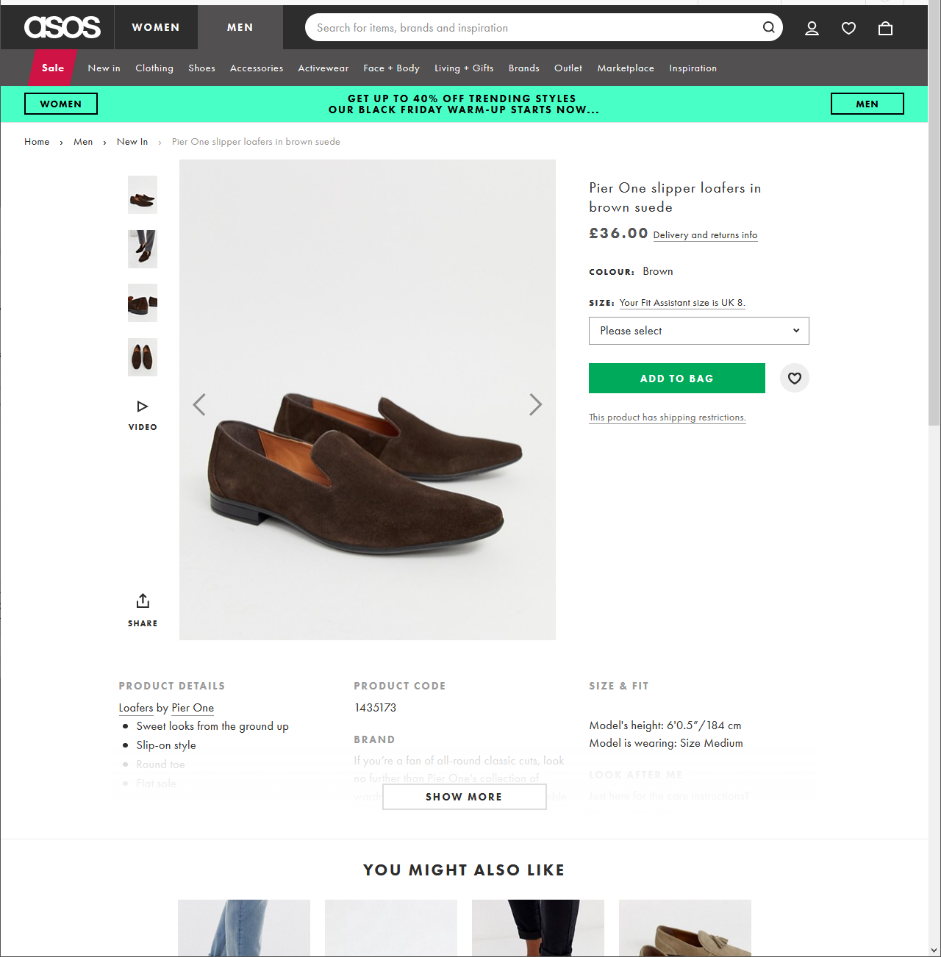 asos
WOMEN
MEN
Search for items, brands and inspiration
Sale
New in
Clothing
Shoes
Accessories
Activewear
Face + Body
Living + Gifts
Brands
Outlet
Marketplace
Inspiration
WOMEN
GET UP TO 40% OFF TRENDING STYLES
OUR BLACK FRIDAY WARM-UP STARTS NOW...
MEN
Home › Men › New In › Pier One slipper loafers in brown suede
VIDEO
SHARE
Pier One slipper loafers in
brown suede
£36.00 Delivery and returns info
COLOUR: Brown
SIZE: Your Fit Assistant size is UK 8.
Please select
ADD TO BAG
This product has shipping restrictions.
PRODUCT DETAILS
Loafers by Pier One
• Sweet looks from the ground up
• Slip-on style
• Round toe
• Flat sole
PRODUCT CODE
1435173
BRAND
If you're a fan of all-round classic cuts, look
no further than Pier One's collection of
SIZE & FIT
Model's height: 6'0.5"/184 cm
Model is wearing: Size Medium
LOOK AFTER ME
SHOW MORE
YOU MIGHT ALSO LIKE